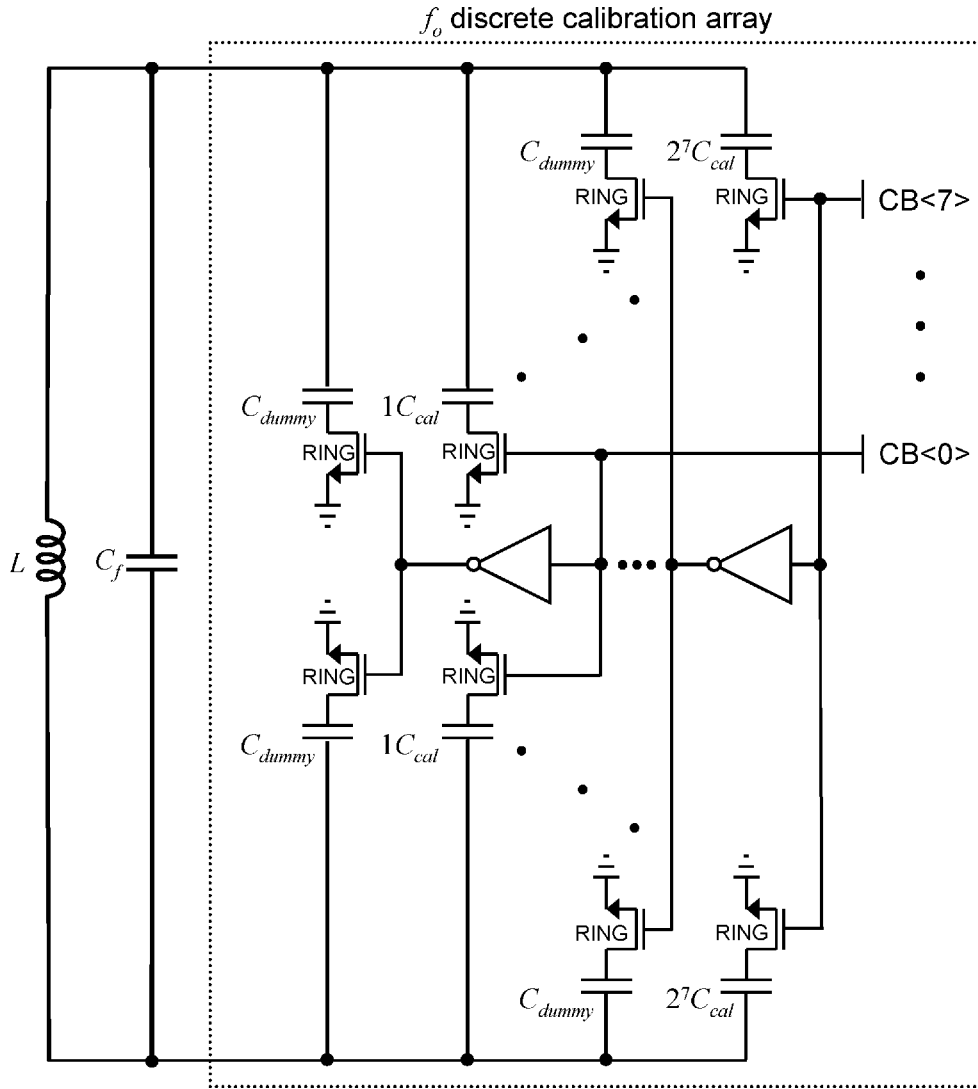 f_o discrete calibration array
C_dummy 2^7C_cal
RING RING CB<7>
C_dummy 1C_cal
RING RING CB<0>
L C_f
RING RING
C_dummy 1C_cal
RING RING
C_dummy 2^7C_cal